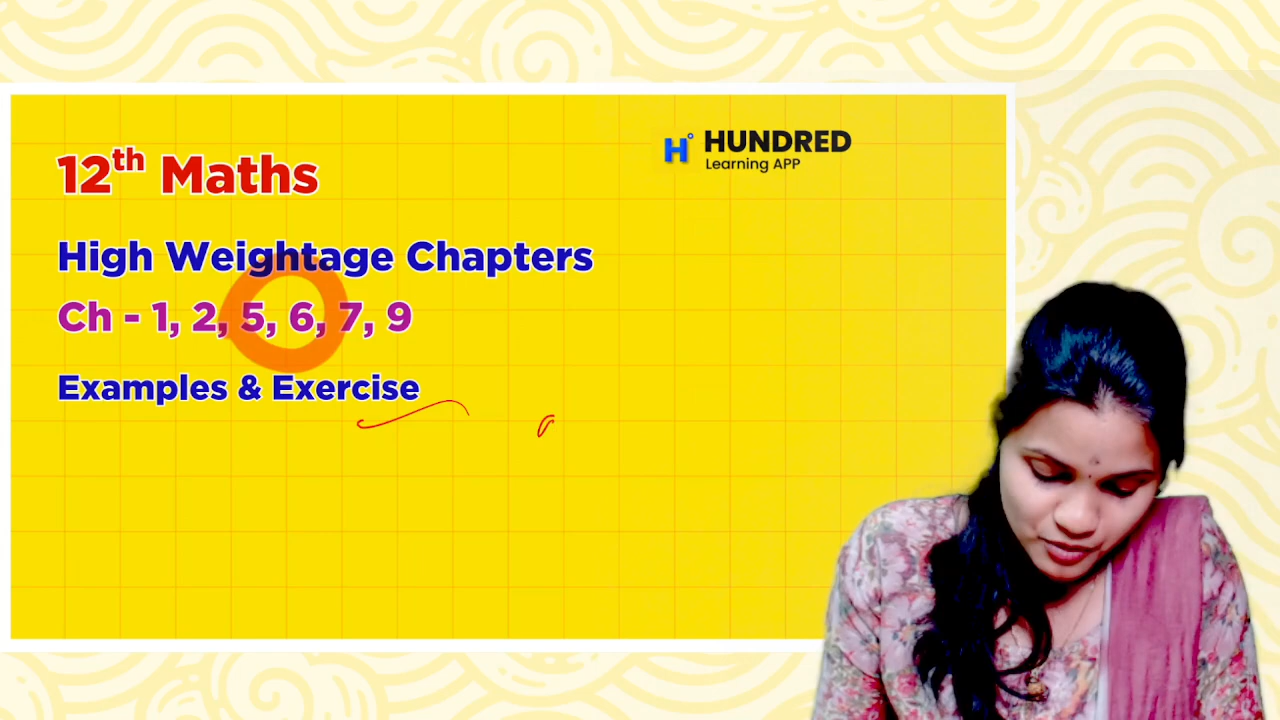 12th Maths
HUNDRED
Learning APP
High Weightage Chapters
Ch - 1, 2, 5, 6, 7, 9
Examples & Exercise